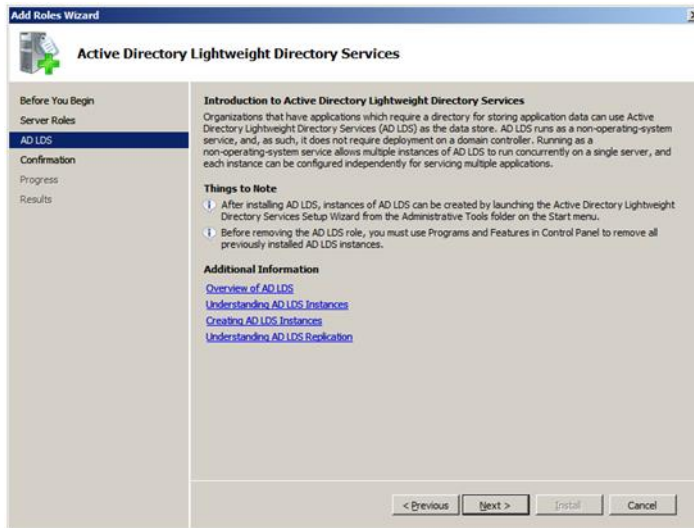 Add Roles Wizard
Active Directory Lightweight Directory Services
Before You Begin
Server Roles
AD LDS
Confirmation
Progress
Results
Introduction to Active Directory Lightweight Directory Services
Organizations that have applications which require a directory for storing application data can use Active
Directory Lightweight Directory Services (AD LDS) as the data store. AD LDS runs as a non-operating-system
service, and, as such, it does not require deployment on a domain controller. Running as a
non-operating-system service allows multiple instances of AD LDS to run concurrently on a single server, and
each instance can be configured independently for servicing multiple applications.
Things to Note
After installing AD LDS, instances of AD LDS can be created by launching the Active Directory Lightweight
Directory Services Setup Wizard from the Administrative Tools folder on the Start menu.
Before removing the AD LDS role, you must use Programs and Features in Control Panel to remove all
previously installed AD LDS instances.
Additional Information
Overview of AD LDS
Understanding AD LDS Instances
Creating AD LDS Instances
Understanding AD LDS Replication
< Previous
Next >
Install
Cancel